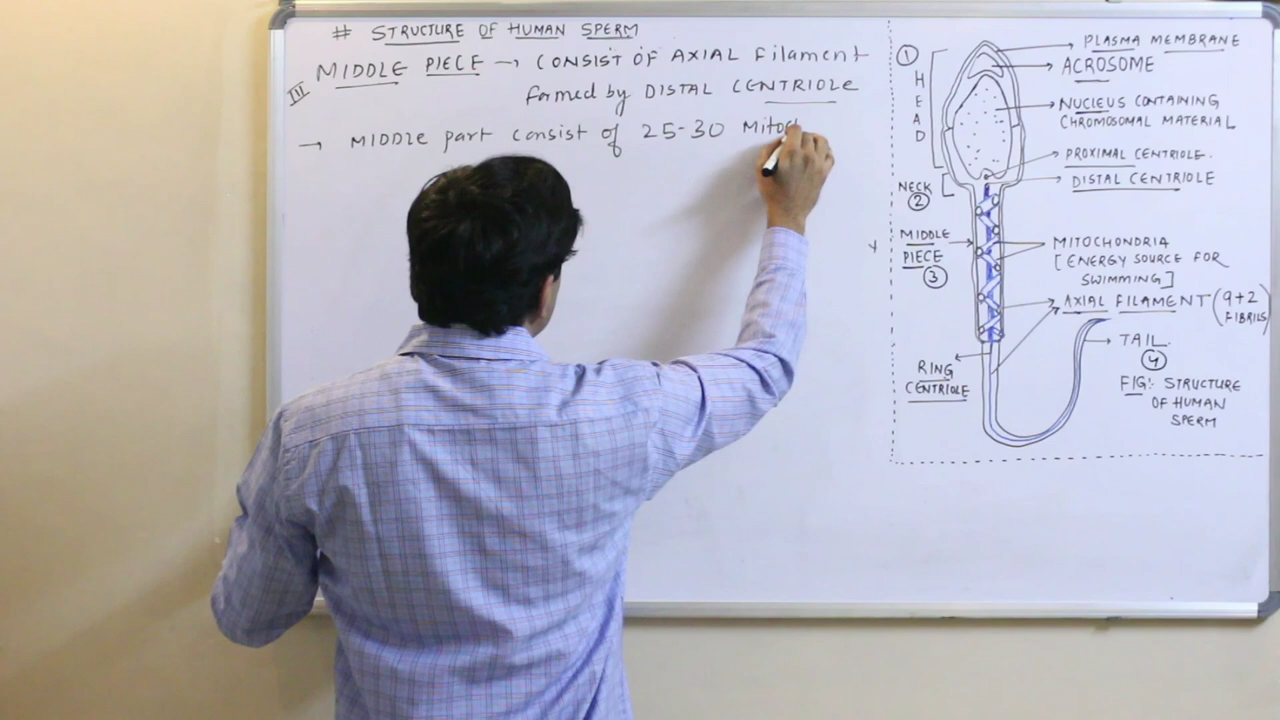 # STRUCTURE OF HUMAN SPERM
III MIDDLE PIECE → CONSIST OF AXIAL Filament
formed by DISTAL CENTRIOLE
→ MIDDLE part consist of 25-30 Mitoc
1
HEAD
NECK
2
MIDDLE
PIECE
3
RING
CENTRIOLE
PLASMA MEMBRANE
ACROSOME
NUCLEUS CONTAINING
CHROMOSOMAL MATERIAL
PROXIMAL CENTRIOLE.
DISTAL CENTRIOLE
MITOCHONDRIA
[ENERGY SOURCE FOR
SWIMMING]
AXIAL FILAMENT (9+2
FIBRILS)
TAIL.
4
FIG:- STRUCTURE
OF HUMAN
SPERM